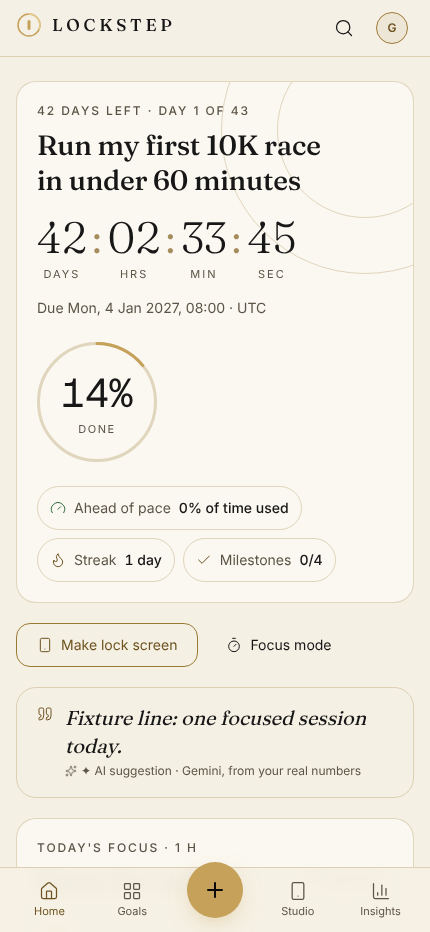 LOCKSTEP
G
42 DAYS LEFT · DAY 1 OF 43
Run my first 10K race
in under 60 minutes
42:02:33:45
DAYS HRS MIN SEC
Due Mon, 4 Jan 2027, 08:00 · UTC
14%
DONE
Ahead of pace 0% of time used
Streak 1 day
Milestones 0/4
Make lock screen
Focus mode
Fixture line: one focused session
today.
✦ AI suggestion · Gemini, from your real numbers
TODAY'S FOCUS · 1 H
Home
Goals
Studio
Insights